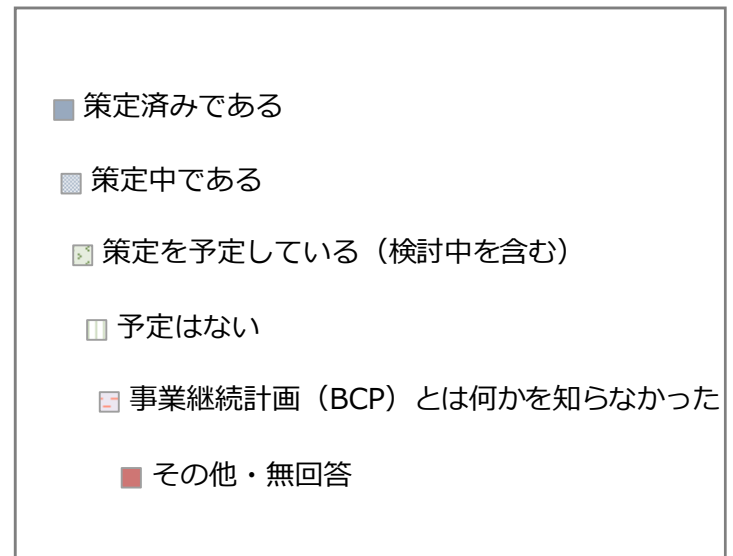 策定済みである
策定中である
策定を予定している（検討中を含む）
予定はない
事業継続計画（BCP）とは何かを知らなかった
その他・無回答